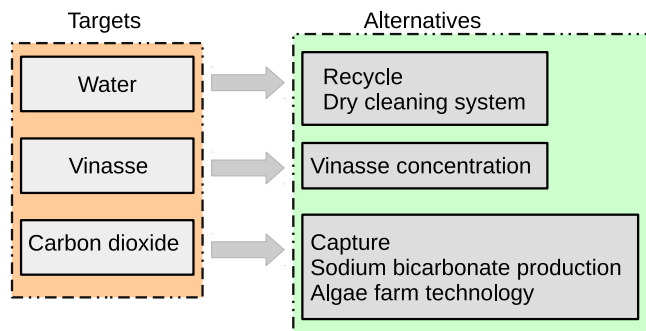 Targets
Alternatives
Water
Recycle
Dry cleaning system
Vinasse
Vinasse concentration
Carbon dioxide
Capture
Sodium bicarbonate production
Algae farm technology